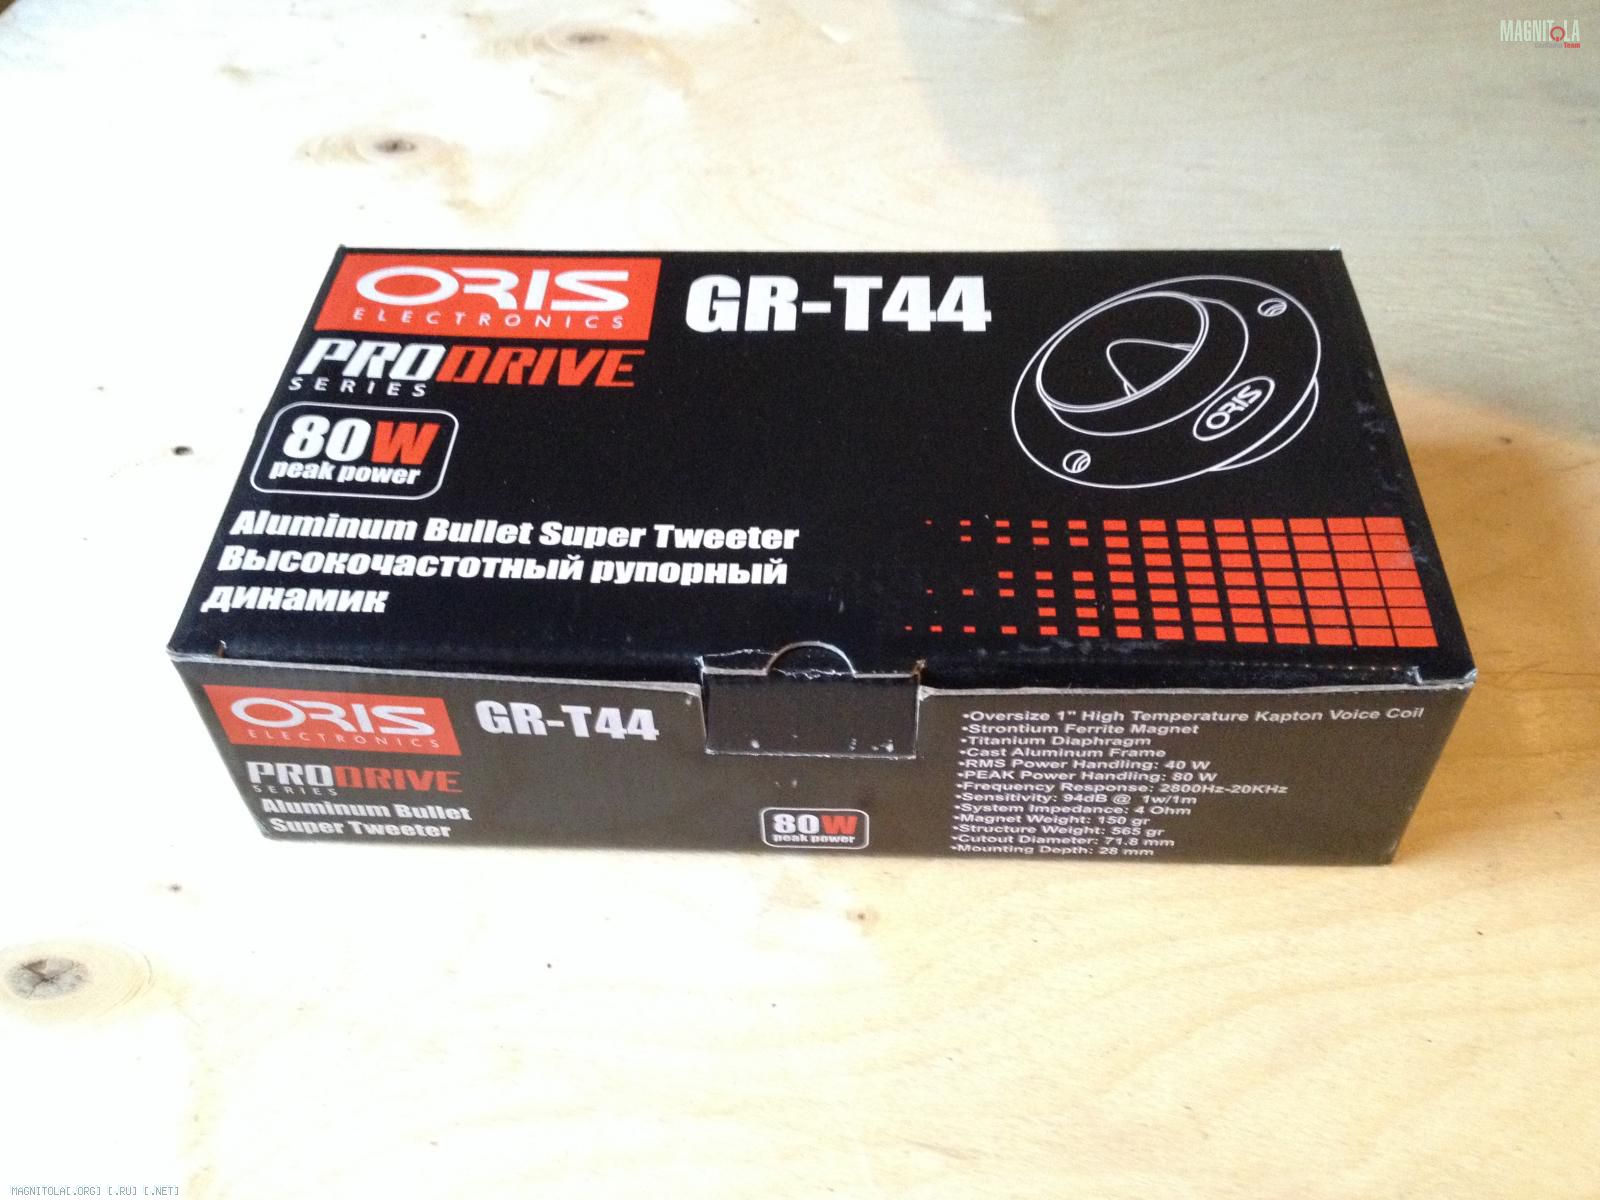 MAGNITOLA
Team
ORIS
ELECTRONICS
GR-T44
PRODRIVE
SERIES
80W
peak power
ORIS
Aluminum Bullet Super Tweeter
Высокочастотный рупорный
динамик
ORIS
ELECTRONICS
GR-T44
PRODRIVE
SERIES
Aluminum Bullet
Super Tweeter
80W
peak power
•Oversize 1" High Temperature Kapton Voice Coil
•Strontium Ferrite Magnet
•Titanium Diaphragm
•Cast Aluminum Frame
•RMS Power Handling: 40 W
•PEAK Power Handling: 80 W
•Frequency Response: 2800Hz-20KHz
•Sensitivity: 94dB @ 1w/1m
•System Impedance: 4 Ohm
•Magnet Weight: 150 gr
•Structure Weight: 565 gr
•Cutout Diameter: 71.8 mm
•Mounting Depth: 28 mm
MAGNITOLA[.ORG] [.RU] [.NET]